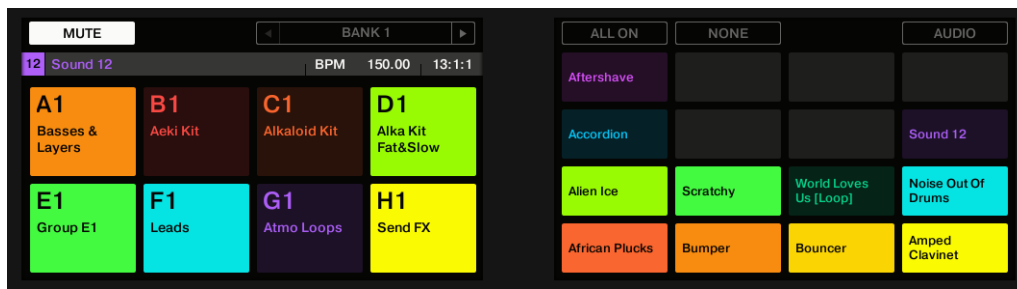 MUTE
BANK 1
12 Sound 12
BPM 150.00 13:1:1
A1
Basses &
Layers
B1
Aeki Kit
C1
Alkaloid Kit
D1
Alka Kit
Fat&Slow
E1
Group E1
F1
Leads
G1
Atmo Loops
H1
Send FX
ALL ON
NONE
AUDIO
Aftershave
Accordion
Sound 12
Alien Ice
Scratchy
World Loves
Us [Loop]
Noise Out Of
Drums
African Plucks
Bumper
Bouncer
Amped
Clavinet